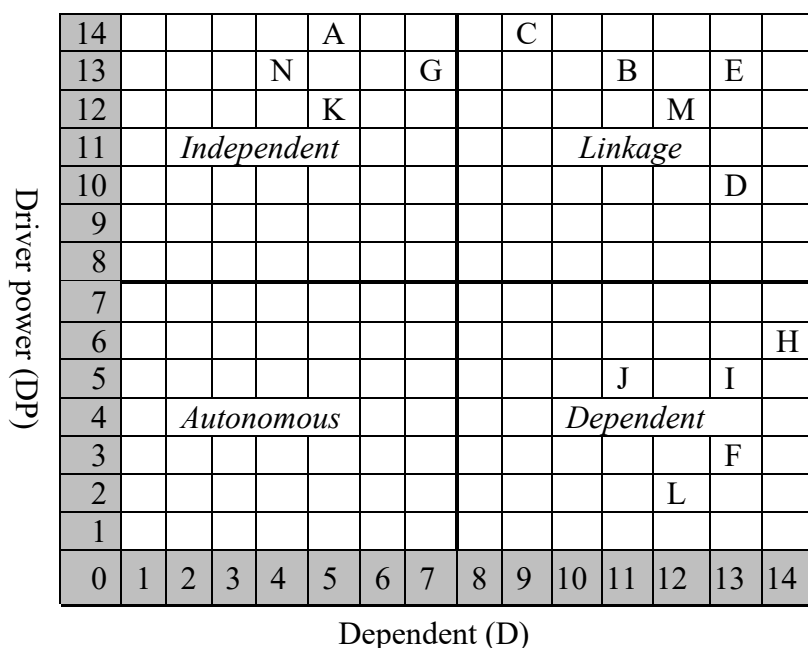 14 A C
13 N G B E
12 K M
11 Independent Linkage
10 D
9
8
7
6 H
5 J I
4 Autonomous Dependent
3 F
2 L
1
0 1 2 3 4 5 6 7 8 9 10 11 12 13 14
Driver power (DP)
Dependent (D)